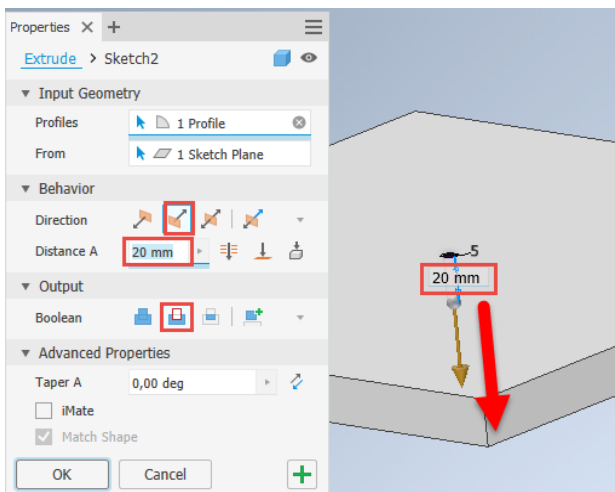 Properties X +
Extrude > Sketch2
Input Geometry
Profiles 1 Profile
From 1 Sketch Plane
Behavior
Direction
Distance A 20 mm
Output
Boolean
Advanced Properties
Taper A 0,00 deg
iMate
Match Shape
OK Cancel +
5
20 mm